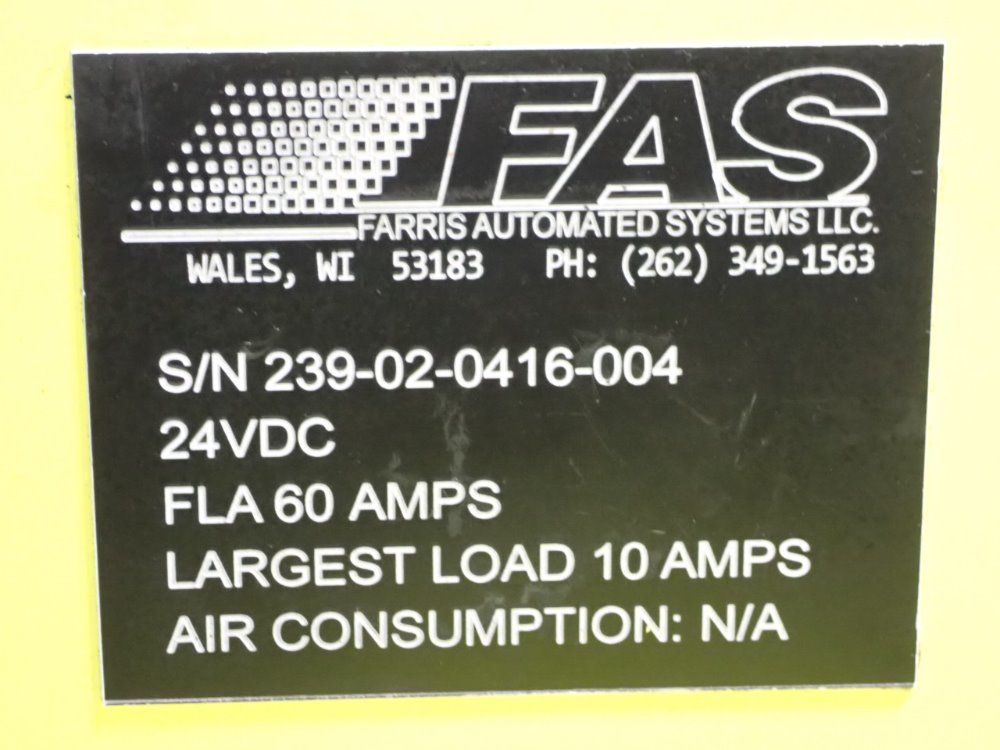 FAS
FARRIS AUTOMATED SYSTEMS LLC.
WALES, WI 53183 PH: (262) 349-1563
S/N 239-02-0416-004
24VDC
FLA 60 AMPS
LARGEST LOAD 10 AMPS
AIR CONSUMPTION: N/A